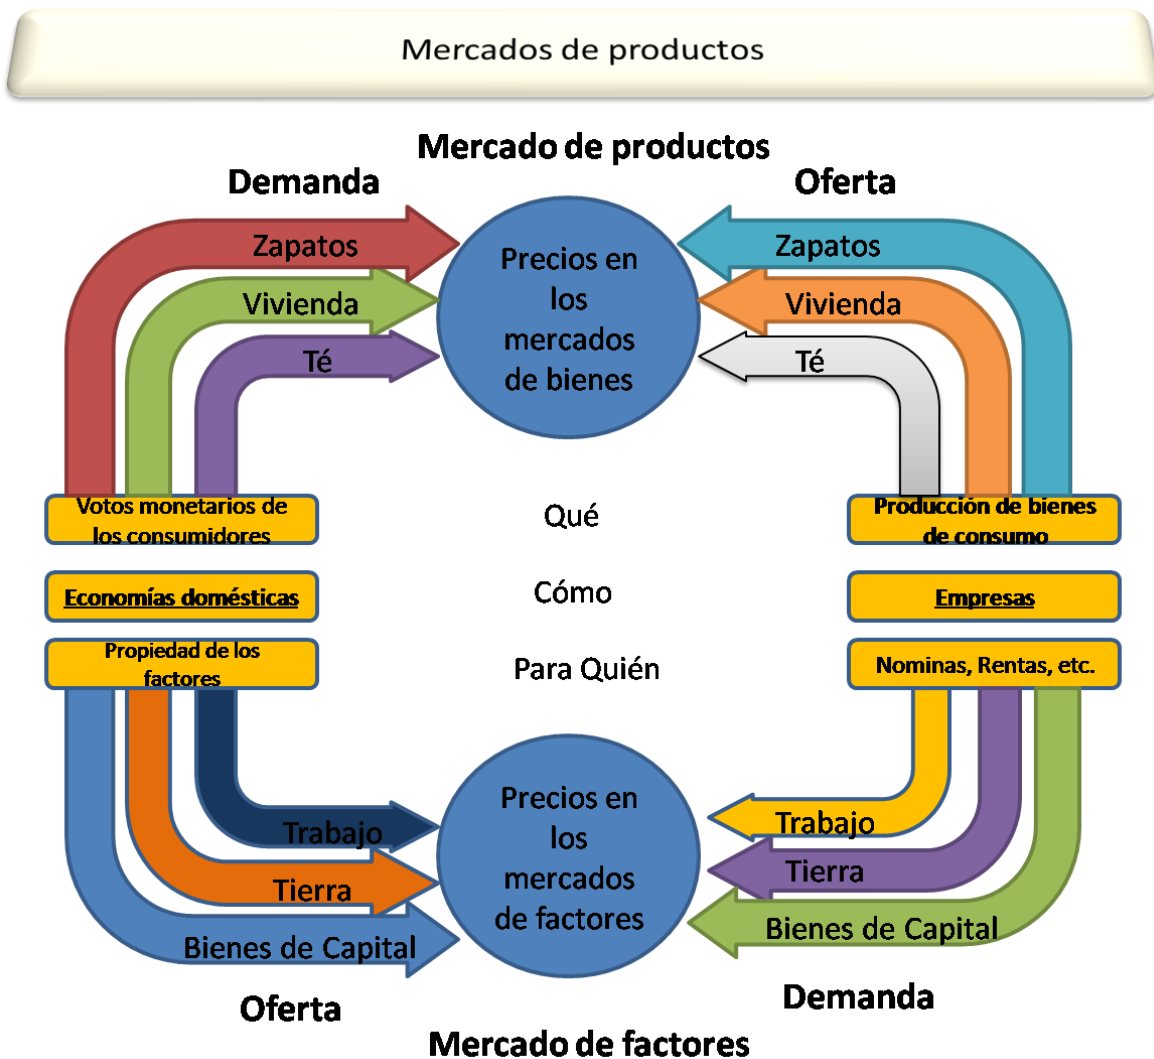 Mercados de productos
Mercado de productos
Demanda
Oferta
Zapatos
Vivienda
Té
Precios en
los
mercados
de bienes
Zapatos
Vivienda
Té
Votos monetarios de
los consumidores
Qué
Producción de bienes
de consumo
Economías domésticas
Cómo
Empresas
Propiedad de los
factores
Para Quién
Nominas, Rentas, etc.
Trabajo
Tierra
Bienes de Capital
Precios en
los
mercados
de factores
Trabajo
Tierra
Bienes de Capital
Oferta
Demanda
Mercado de factores